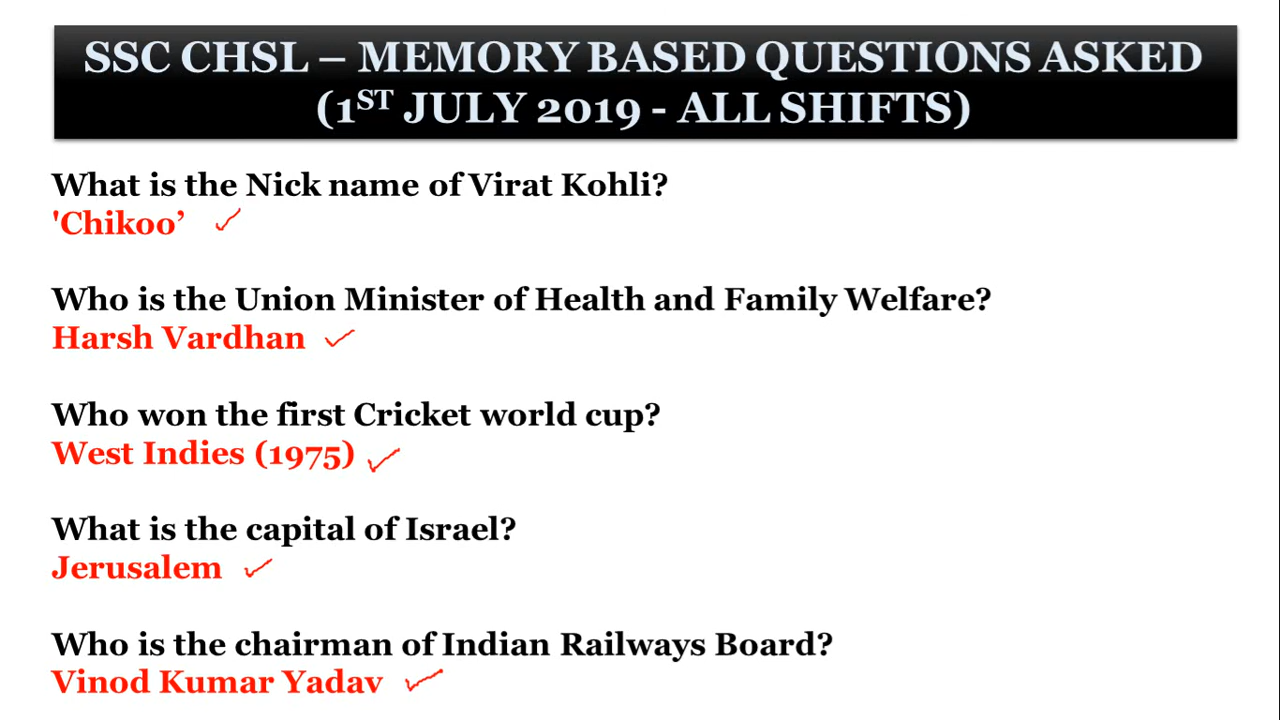 SSC CHSL – MEMORY BASED QUESTIONS ASKED
(1ST JULY 2019 - ALL SHIFTS)
What is the Nick name of Virat Kohli?
'Chikoo’
Who is the Union Minister of Health and Family Welfare?
Harsh Vardhan
Who won the first Cricket world cup?
West Indies (1975)
What is the capital of Israel?
Jerusalem
Who is the chairman of Indian Railways Board?
Vinod Kumar Yadav